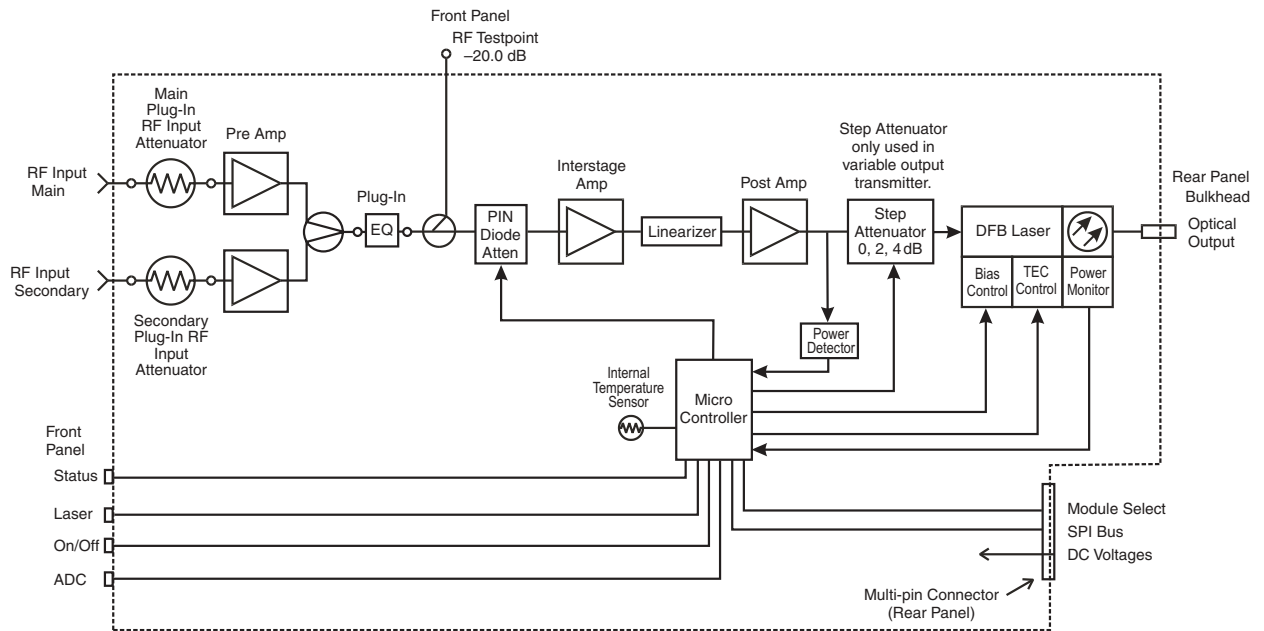 Front Panel
RF Testpoint
–20.0 dB
Main
Plug-In
RF Input
Attenuator
Pre Amp
RF Input
Main
Plug-In
EQ
RF Input
Secondary
Secondary
Plug-In RF
Input
Attenuator
PIN
Diode
Atten
Interstage
Amp
Linearizer
Post Amp
Step Attenuator
only used in
variable output
transmitter.
Step
Attenuator
0, 2, 4 dB
DFB Laser
Bias
Control
TEC
Control
Power
Monitor
Rear Panel
Bulkhead
Optical
Output
Power
Detector
Internal
Temperature
Sensor
Micro
Controller
Front
Panel
Status
Laser
On/Off
ADC
Module Select
SPI Bus
DC Voltages
Multi-pin Connector
(Rear Panel)